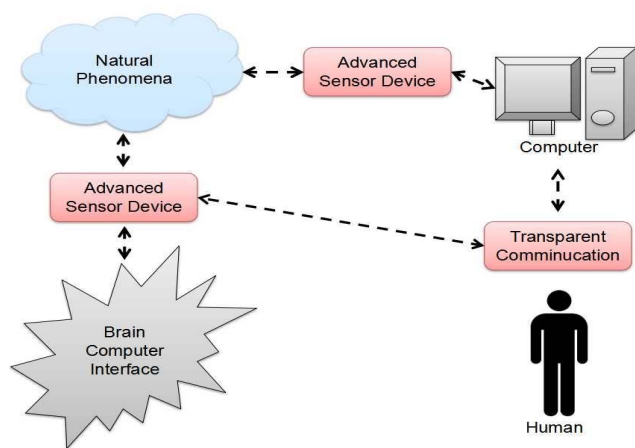 Natural
Phenomena
Advanced
Sensor Device
Computer
Advanced
Sensor Device
Transparent
Comminucation
Brain
Computer
Interface
Human